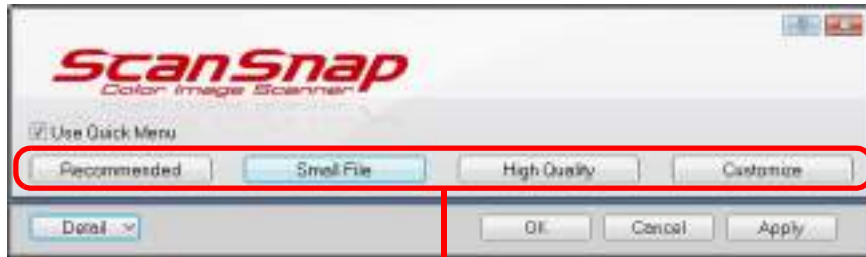 ScanSnap
Color Image Scanner
Use Quick Menu
Recommended Small File High Quality Customize
Detail OK Cancel Apply